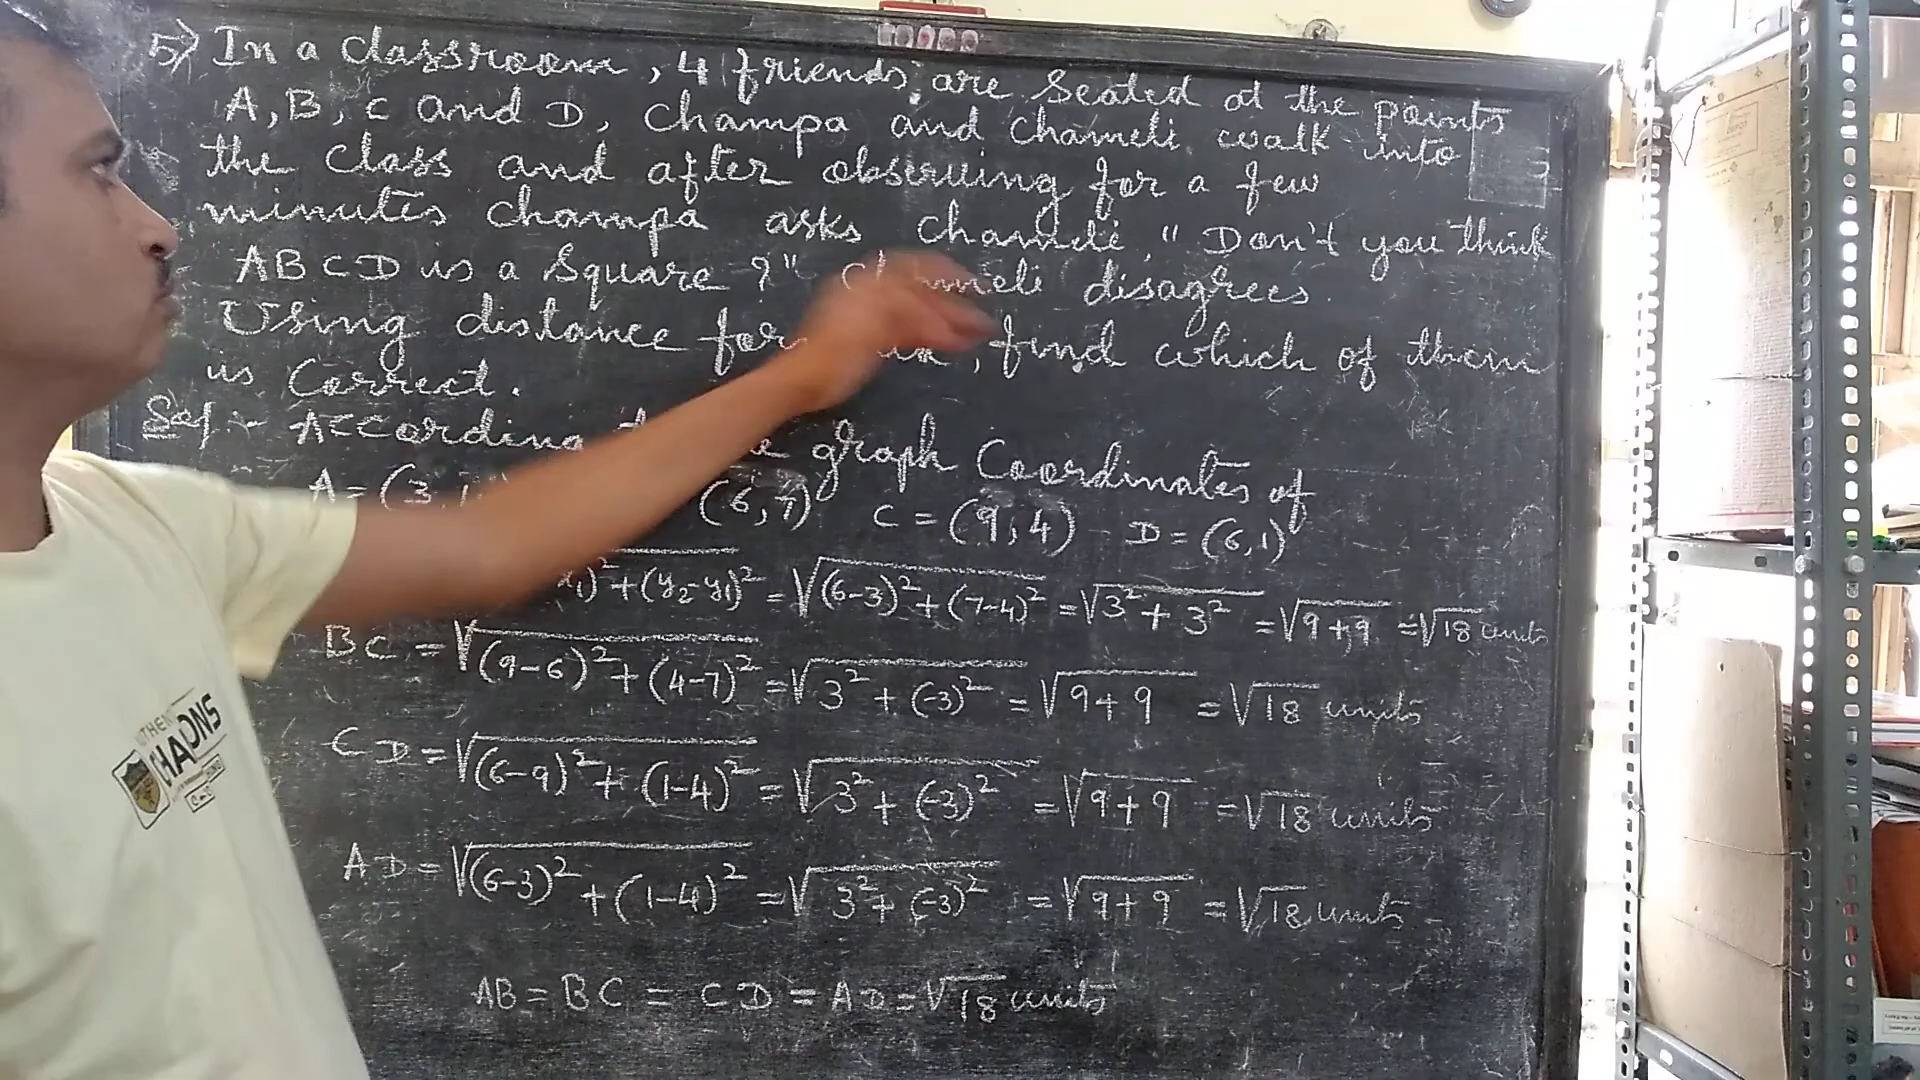 5) In a classroom, 4 friends are seated at the points
A, B, C and D, Champa and Chameli walk into
the class and after observing for a few
minutes Champa asks Chameli, "Don't you think
ABCD is a Square ?" Chameli disagrees.
Using distance , find which of them
is Correct.
Sol :- According graph Coordinates of
A = (3, (6,7) C = (9,4) D = (6,1)
x₁)² + (y₂-y₁)² = √(6-3)² + (7-4)² = √3² + 3² = √9+9 = √18 units
BC = √(9-6)² + (4-7)² = √3² + (-3)² = √9+9 = √18 units
CD = √(6-9)² + (1-4)² = √3² + (-3)² = √9+9 = √18 units
AD = √(6-3)² + (1-4)² = √3² + (-3)² = √9+9 = √18 units
AB = BC = CD = AD = √18 units